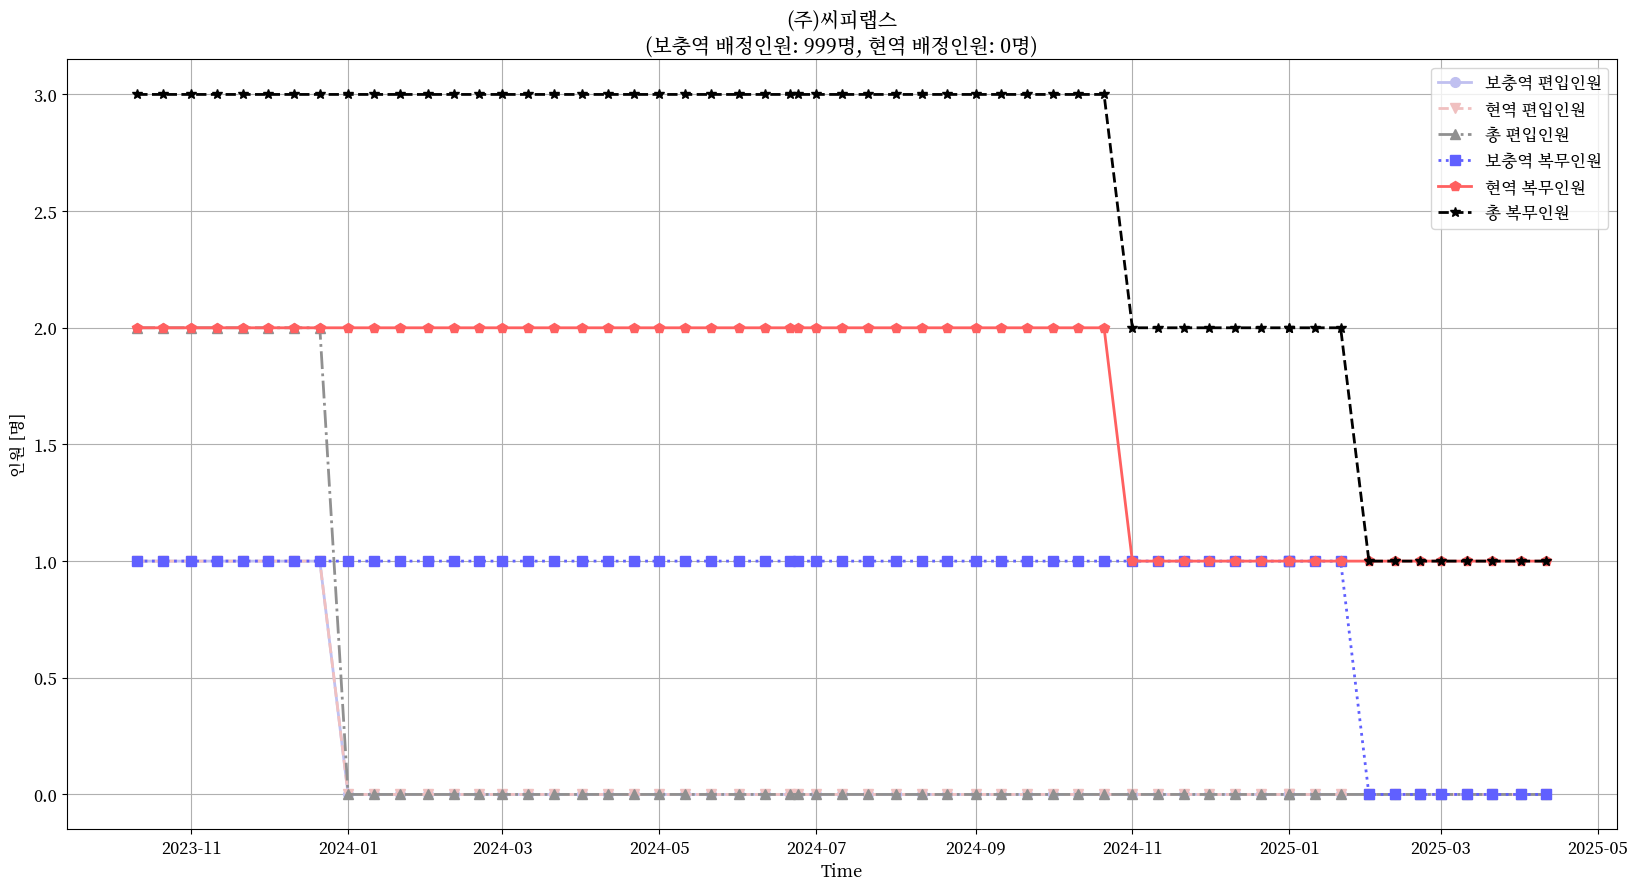 (주)씨피랩스
(보충역 배정인원: 999명, 현역 배정인원: 0명)
보충역 편입인원
현역 편입인원
총 편입인원
보충역 복무인원
현역 복무인원
총 복무인원
3.0
2.5
2.0
1.5
1.0
0.5
0.0
인원 [명]
2023-11 2024-01 2024-03 2024-05 2024-07 2024-09 2024-11 2025-01 2025-03 2025-05
Time